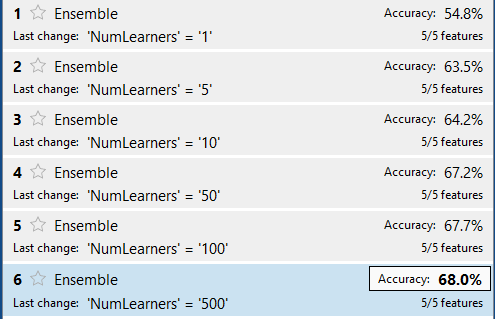 1 Ensemble Accuracy: 54.8%
Last change: 'NumLearners' = '1' 5/5 features
2 Ensemble Accuracy: 63.5%
Last change: 'NumLearners' = '5' 5/5 features
3 Ensemble Accuracy: 64.2%
Last change: 'NumLearners' = '10' 5/5 features
4 Ensemble Accuracy: 67.2%
Last change: 'NumLearners' = '50' 5/5 features
5 Ensemble Accuracy: 67.7%
Last change: 'NumLearners' = '100' 5/5 features
6 Ensemble Accuracy: 68.0%
Last change: 'NumLearners' = '500' 5/5 features